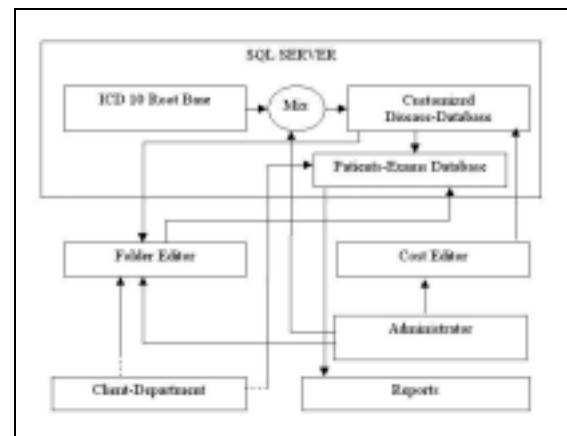 SQL SERVER
ICD 10 Root Base
Mix
Customized
Disease-Database
Patients-Exams Database
Folder Editor
Cost Editor
Administrator
Client-Department
Reports